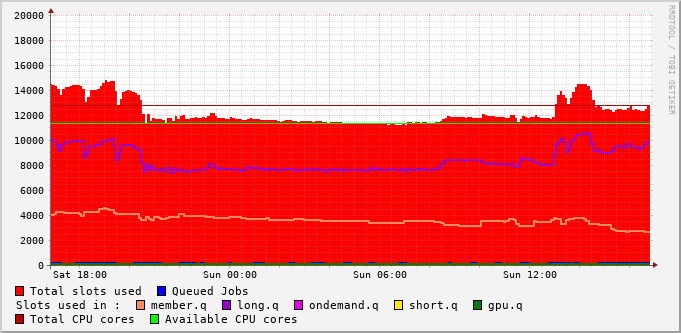 20000
18000
16000
14000
12000
10000
8000
6000
4000
2000
0
Sat 18:00 Sun 00:00 Sun 06:00 Sun 12:00
RRDTOOL / TOBI OETIKER
Total slots used Queued Jobs
Slots used in : member.q long.q ondemand.q short.q gpu.q
Total CPU cores Available CPU cores